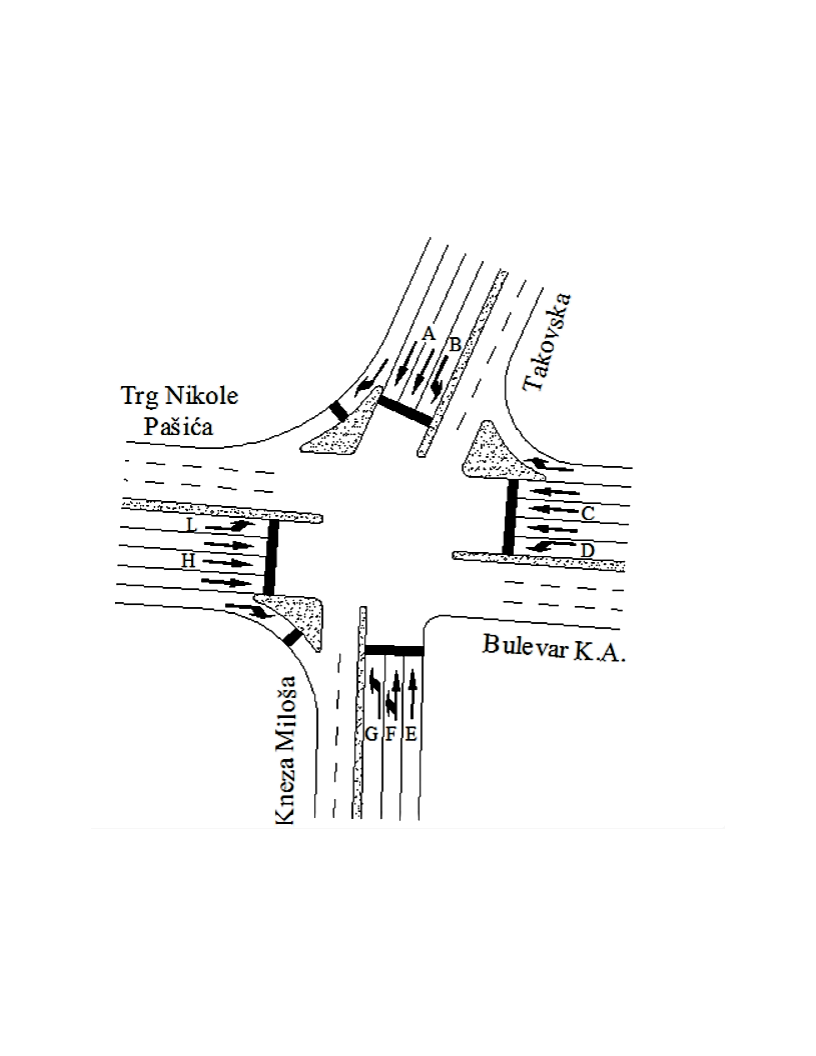 A
B
Takovska
Trg Nikole
Pašića
L
H
C
D
Bulevar K.A.
Kneza Miloša
G F E